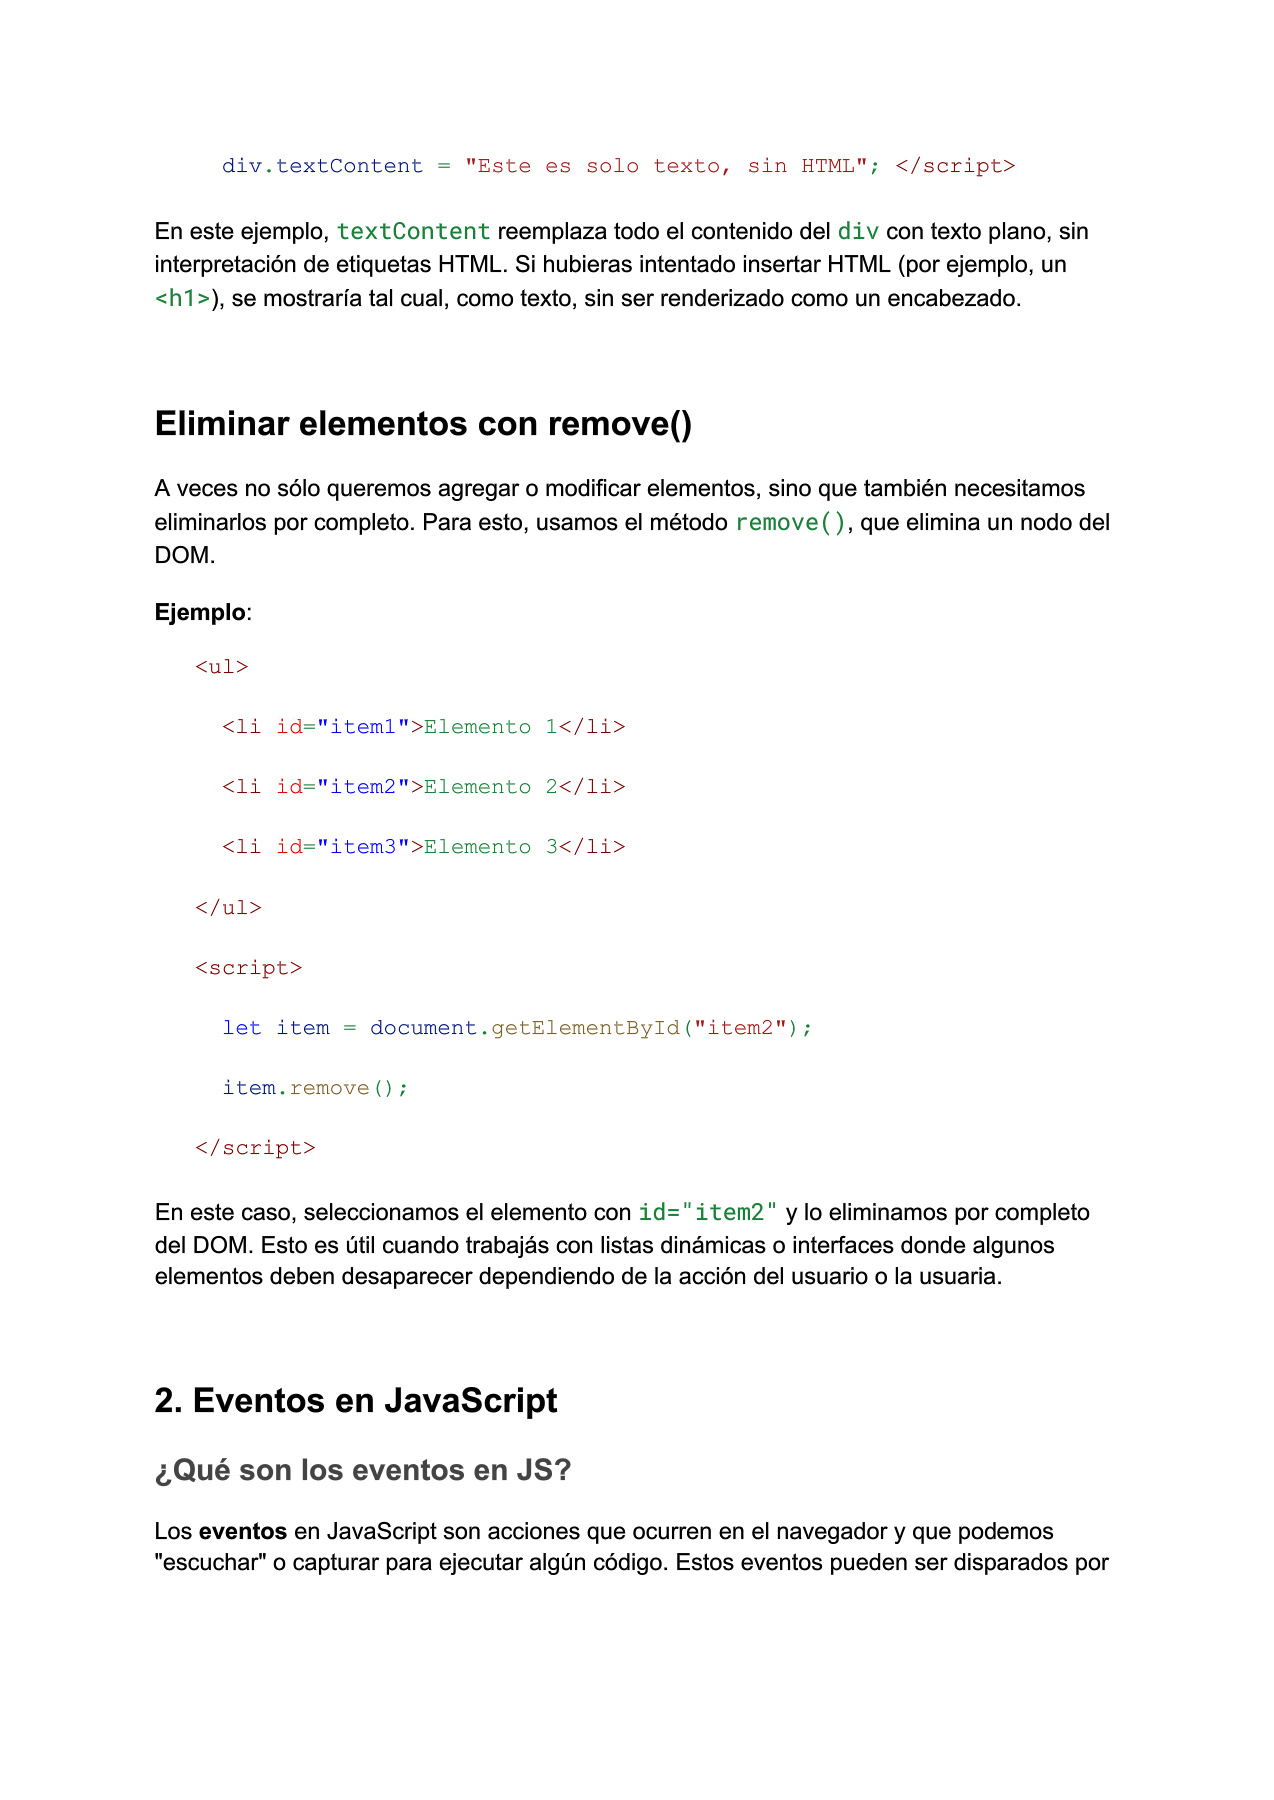 div.textContent = "Este es solo texto, sin HTML"; </script>
En este ejemplo, textContent reemplaza todo el contenido del div con texto plano, sin
interpretación de etiquetas HTML. Si hubieras intentado insertar HTML (por ejemplo, un
<h1>), se mostraría tal cual, como texto, sin ser renderizado como un encabezado.
Eliminar elementos con remove()
A veces no sólo queremos agregar o modificar elementos, sino que también necesitamos
eliminarlos por completo. Para esto, usamos el método remove(), que elimina un nodo del
DOM.
Ejemplo:
<ul>
<li id="item1">Elemento 1</li>
<li id="item2">Elemento 2</li>
<li id="item3">Elemento 3</li>
</ul>
<script>
let item = document.getElementById("item2");
item.remove();
</script>
En este caso, seleccionamos el elemento con id="item2" y lo eliminamos por completo
del DOM. Esto es útil cuando trabajás con listas dinámicas o interfaces donde algunos
elementos deben desaparecer dependiendo de la acción del usuario o la usuaria.
2. Eventos en JavaScript
¿Qué son los eventos en JS?
Los eventos en JavaScript son acciones que ocurren en el navegador y que podemos
"escuchar" o capturar para ejecutar algún código. Estos eventos pueden ser disparados por